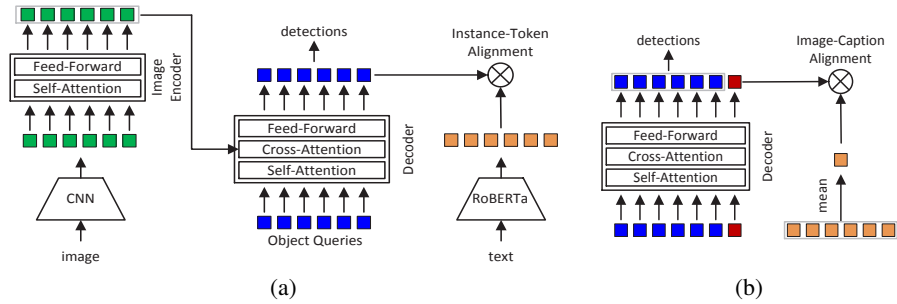 Feed-Forward
Self-Attention
Image
Encoder
CNN
image
detections
Feed-Forward
Cross-Attention
Self-Attention
Decoder
Object Queries
Instance-Token
Alignment
RoBERTa
text
(a)
detections
Feed-Forward
Cross-Attention
Self-Attention
Decoder
Image-Caption
Alignment
mean
(b)